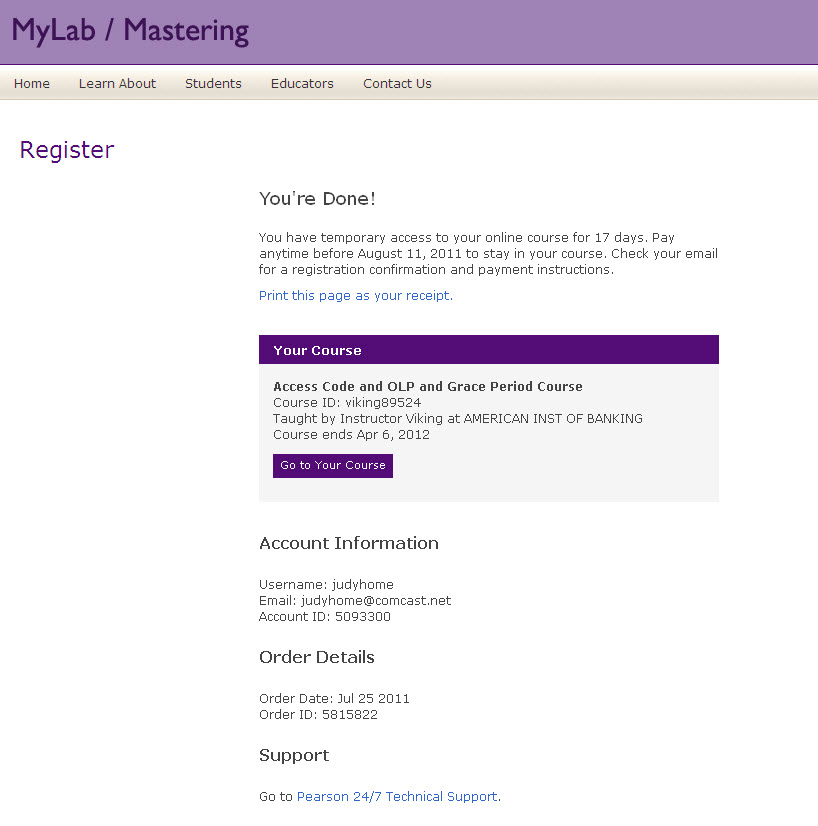 MyLab / Mastering
Home Learn About Students Educators Contact Us
Register
You're Done!
You have temporary access to your online course for 17 days. Pay
anytime before August 11, 2011 to stay in your course. Check your email
for a registration confirmation and payment instructions.
Print this page as your receipt.
Your Course
Access Code and OLP and Grace Period Course
Course ID: viking89524
Taught by Instructor Viking at AMERICAN INST OF BANKING
Course ends Apr 6, 2012
Go to Your Course
Account Information
Username: judyhome
Email: judyhome@comcast.net
Account ID: 5093300
Order Details
Order Date: Jul 25 2011
Order ID: 5815822
Support
Go to Pearson 24/7 Technical Support.